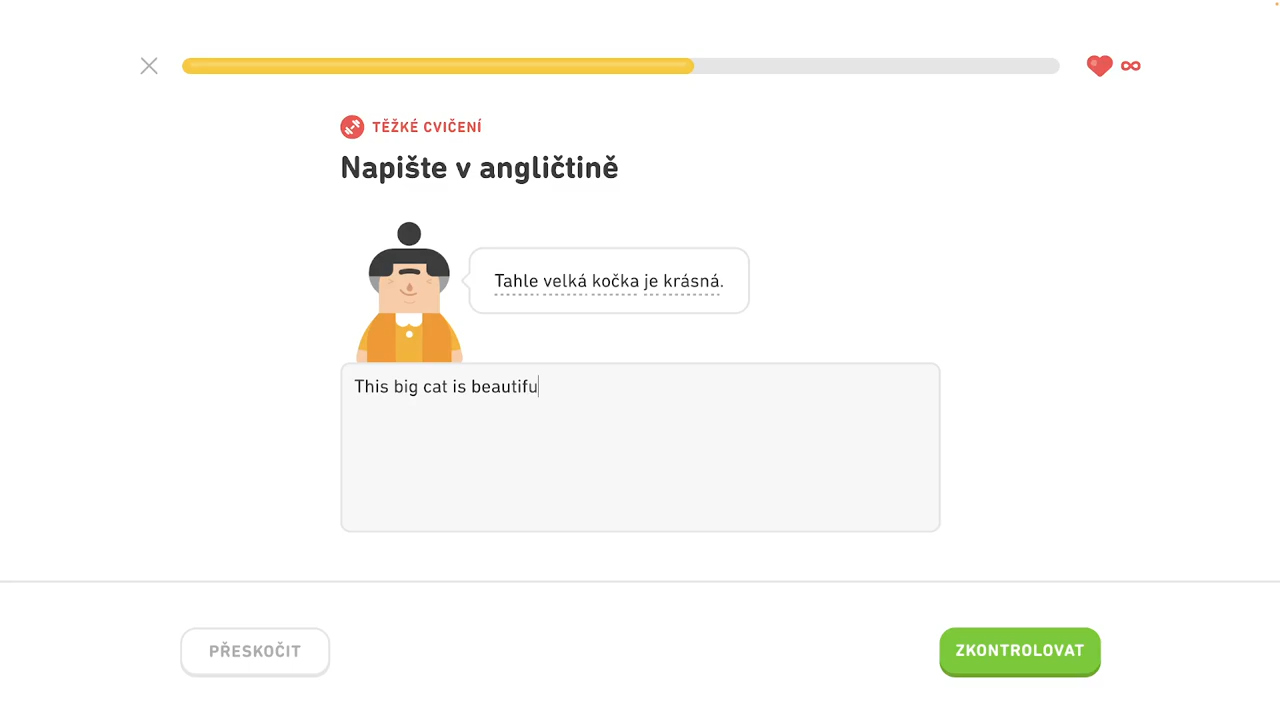 TĚŽKÉ CVIČENÍ
Napište v angličtině
Tahle velká kočka je krásná.
This big cat is beautifu
PŘESKOČIT
ZKONTROLOVAT